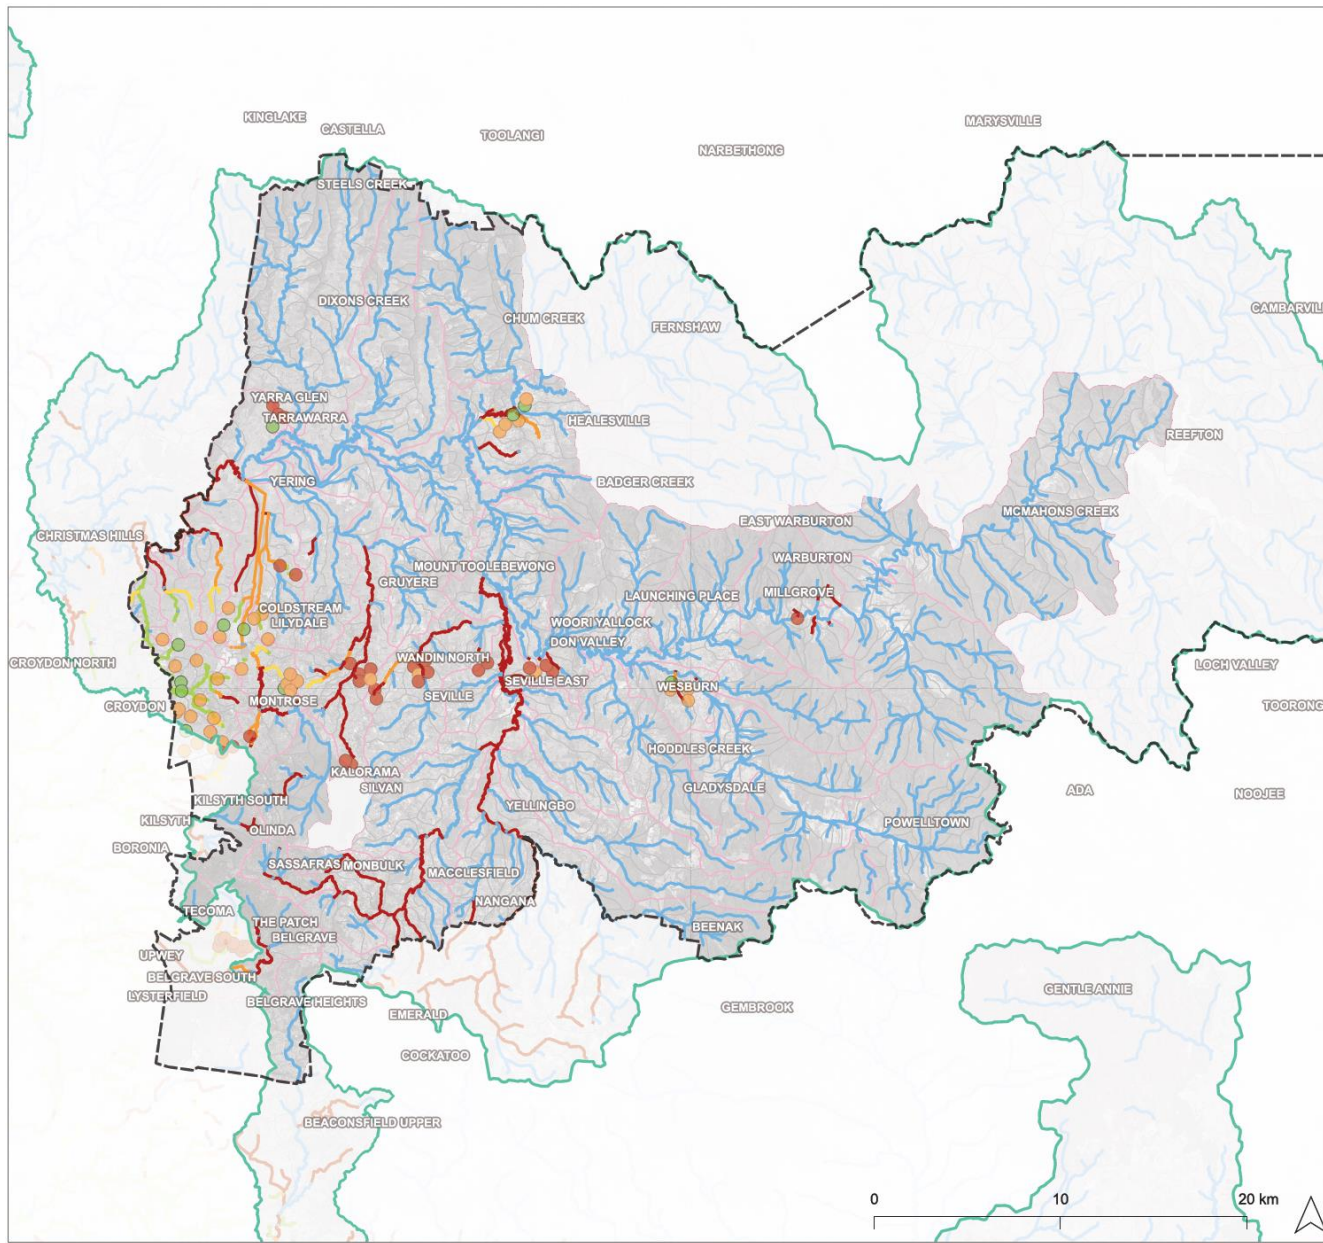 KINGLAKE
CASTELLA
TOOLANGI
NARBETHONG
MARYSVILLE
STEELS CREEK
DIXONS CREEK
CHUM CREEK
FERNSHAW
CAMBARVIL
YARRA GLEN
TARRAWARRA
HEALESVILLE
REEFTON
YERING
BADGER CREEK
CHRISTMAS HILLS
EAST WARBURTON
MCMAHONS CREEK
MOUNT TOOLEBEWONG
WARBURTON
GRUYERE
LAUNCHING PLACE
MILLGROVE
COLDSTREAM
LILYDALE
WOORI YALLOCK
DON VALLEY
CROYDON NORTH
WANDIN NORTH
LOCH VALLEY
SEVILLE EAST
WESBURN
CROYDON
MONTROSE
SEVILLE
TOORONG
HODDLES CREEK
KALORAMA
SILVAN
GLADYSDALE
ADA
NOOJEE
KILSYTH SOUTH
YELLINGBO
KILSYTH
OLINDA
POWELLTOWN
BORONIA
SASSAFRAS
MONBULK
MACCLESFIELD
NANGANA
TECOMA
THE PATCH
BELGRAVE
BEENAK
UPWEY
BELGRAVE SOUTH
LYSTERFIELD
BELGRAVE HEIGHTS
GENTLE ANNIE
EMERALD
GEMBROOK
COCKATOO
BEACONSFIELD UPPER
0 10 20 km